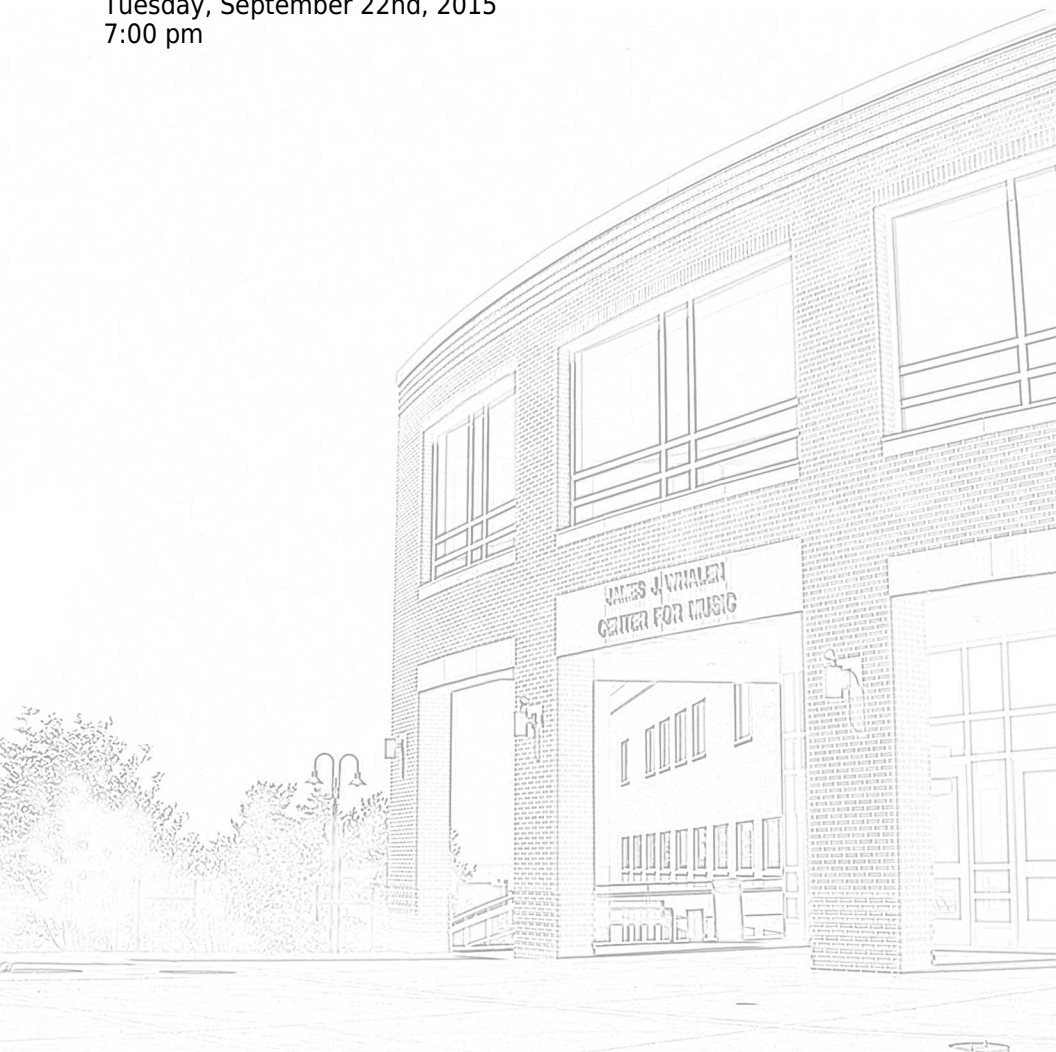 Tuesday, September 22nd, 2015
7:00 pm
JAMES J. WHALEN
CENTER FOR MUSIC